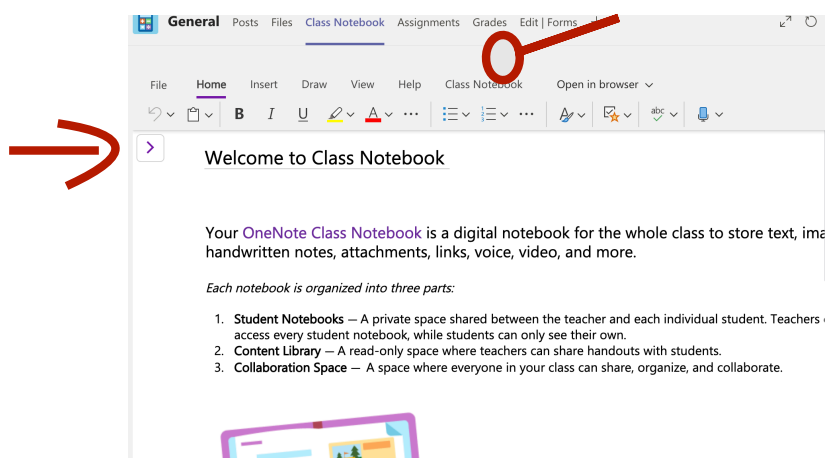 General Posts Files Class Notebook Assignments Grades Edit | Forms
File Home Insert Draw View Help Class Notebook Open in browser
B I U A abc
Welcome to Class Notebook
Your OneNote Class Notebook is a digital notebook for the whole class to store text, ima
handwritten notes, attachments, links, voice, video, and more.
Each notebook is organized into three parts:
1. Student Notebooks — A private space shared between the teacher and each individual student. Teachers
access every student notebook, while students can only see their own.
2. Content Library — A read-only space where teachers can share handouts with students.
3. Collaboration Space — A space where everyone in your class can share, organize, and collaborate.